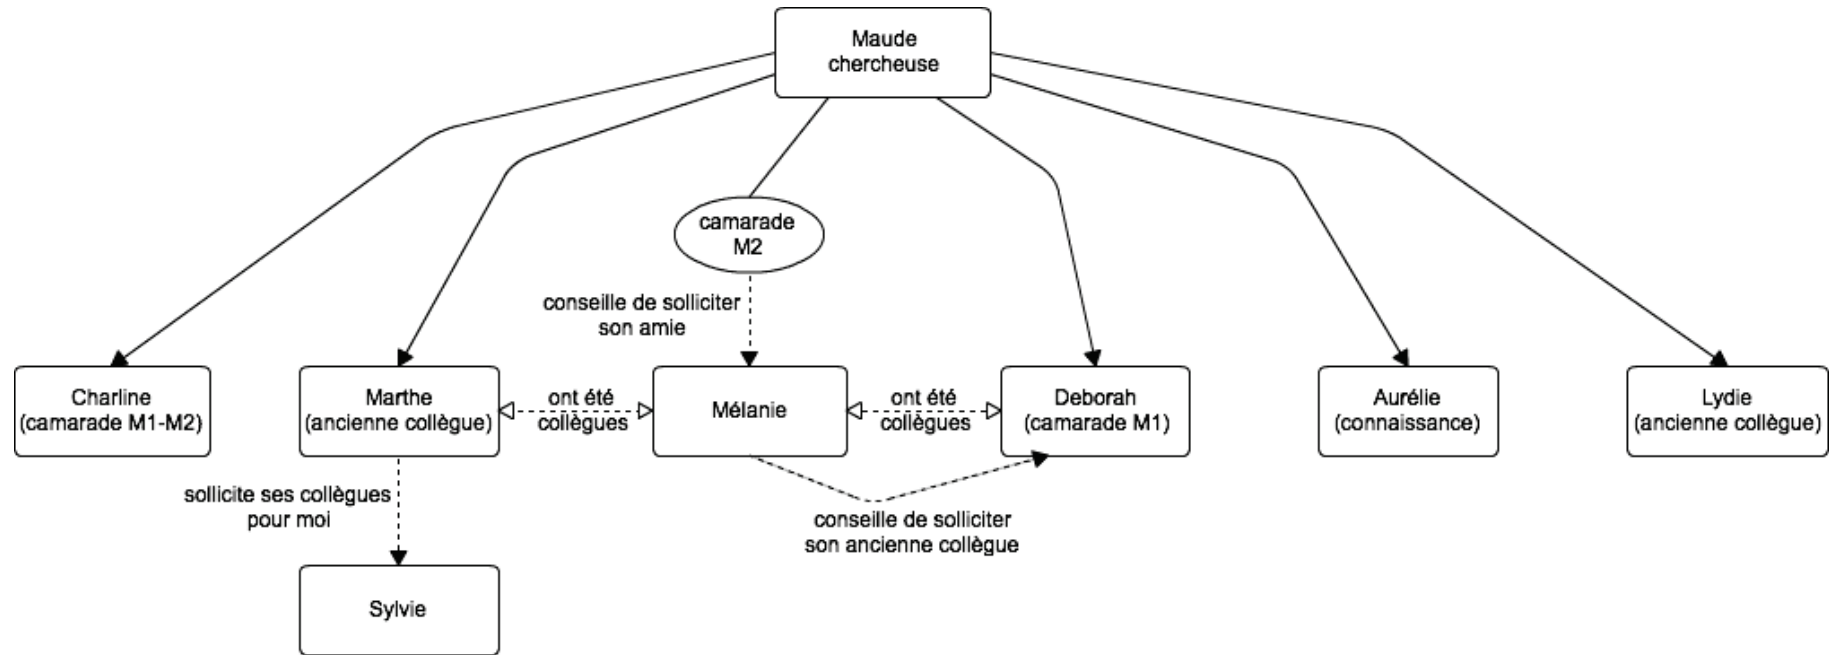 Maude
chercheuse
camarade
M2
conseille de solliciter
son amie
Charline
(camarade M1-M2)
Marthe
(ancienne collègue)
ont été
collègues
Mélanie
ont été
collègues
Deborah
(camarade M1)
Aurélie
(connaissance)
Lydie
(ancienne collègue)
sollicite ses collègues
pour moi
conseille de solliciter
son ancienne collègue
Sylvie